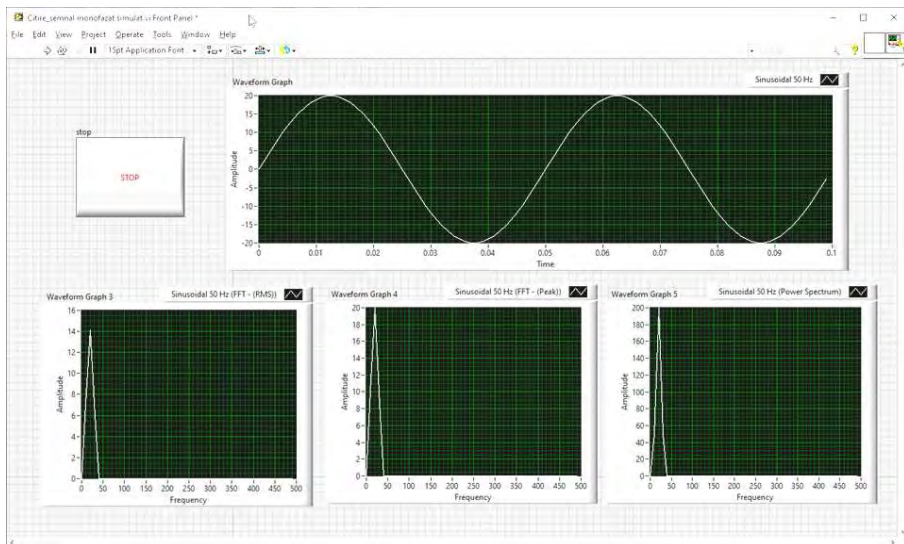 Citire_semnal monofazat simulat.vi Front Panel *
File Edit View Project Operate Tools Window Help
15pt Application Font
Waveform Graph
Sinusoidal 50 Hz
stop
STOP
Amplitude
20
15
10
5
0
-5
-10
-15
-20
0 0.01 0.02 0.03 0.04 0.05 0.06 0.07 0.08 0.09 0.1
Time
Waveform Graph 3
Sinusoidal 50 Hz (FFT - (RMS))
Amplitude
16
14
12
10
8
6
4
2
0
0 50 100 150 200 250 300 350 400 450 500
Frequency
Waveform Graph 4
Sinusoidal 50 Hz (FFT - (Peak))
Amplitude
20
18
16
14
12
10
8
6
4
2
0
0 50 100 150 200 250 300 350 400 450 500
Frequency
Waveform Graph 5
Sinusoidal 50 Hz (Power Spectrum)
Amplitude
200
180
160
140
120
100
80
60
40
20
0
0 50 100 150 200 250 300 350 400 450 500
Frequency